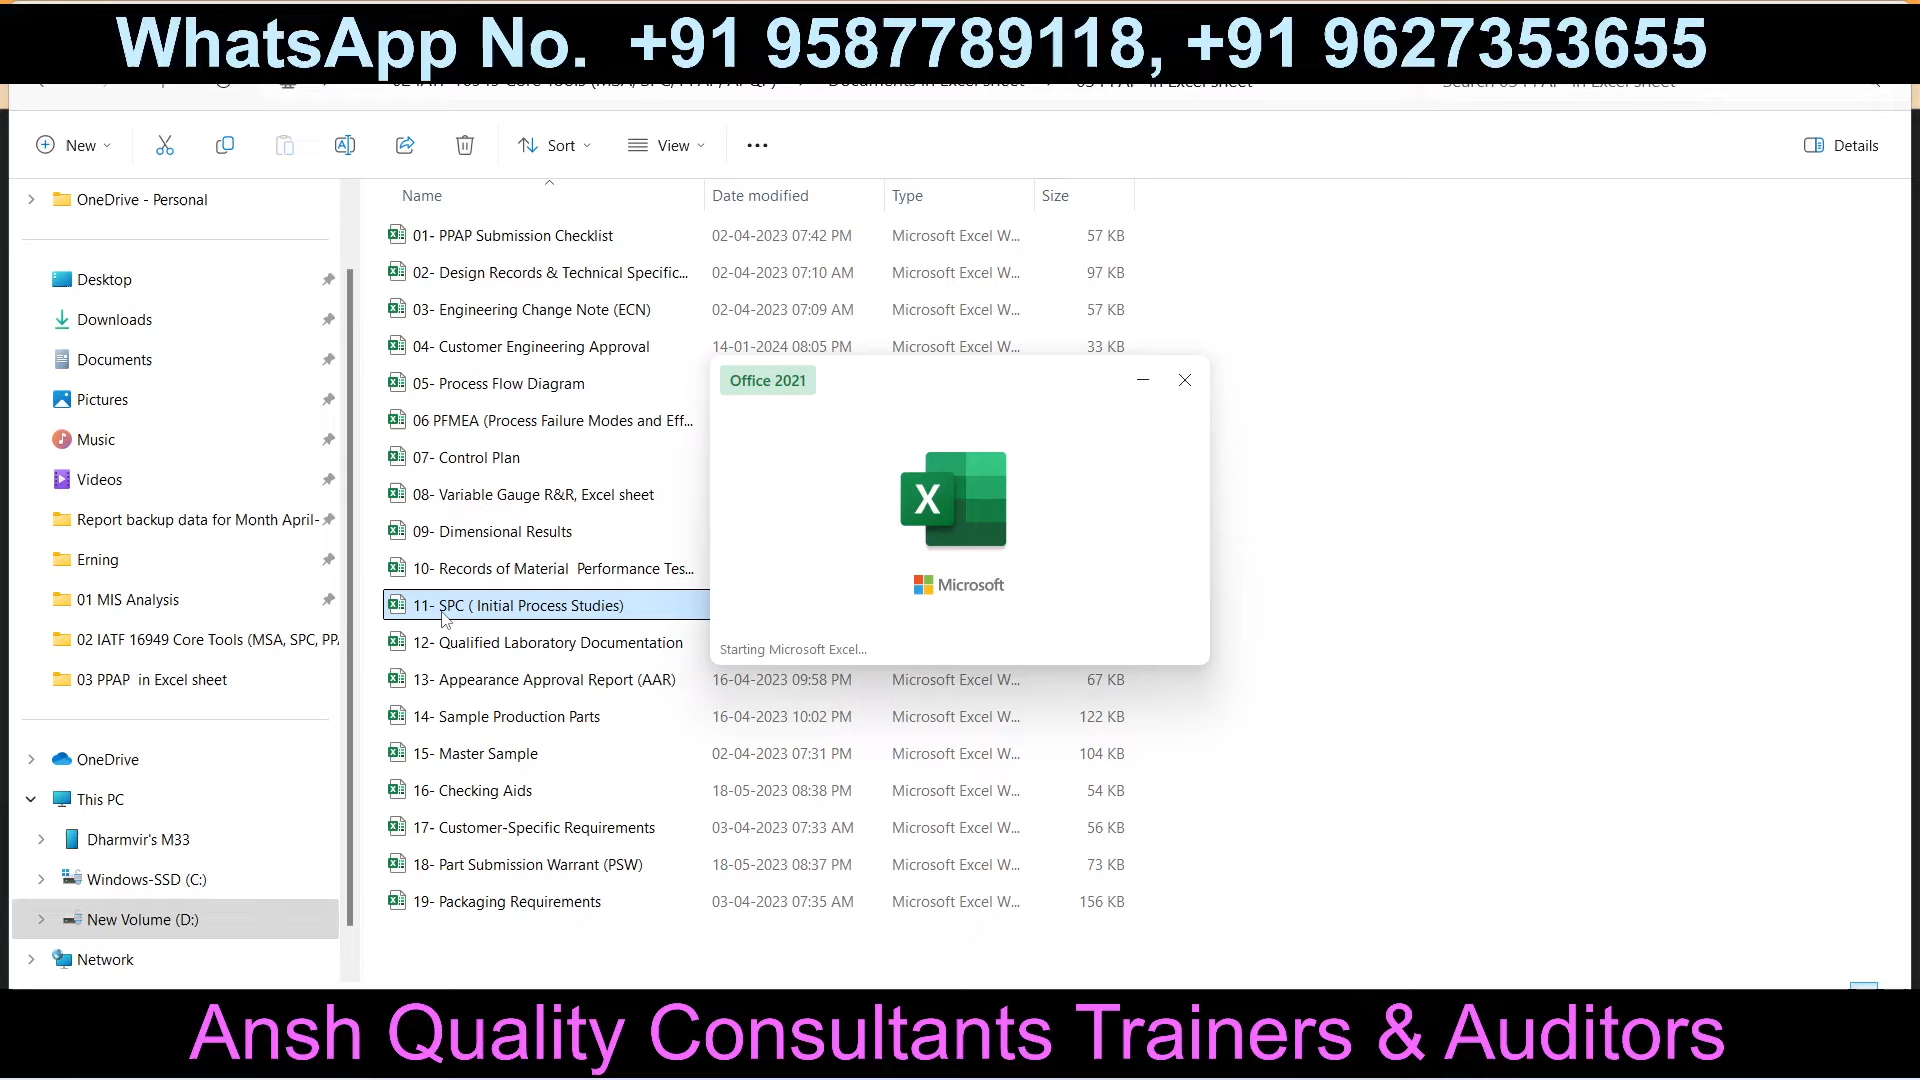 WhatsApp No. +91 9587789118, +91 9627353655
New
Sort
View
Details
OneDrive - Personal
Desktop
Downloads
Documents
Pictures
Music
Videos
Report backup data for Month April-
Erning
01 MIS Analysis
02 IATF 16949 Core Tools (MSA, SPC, PP
03 PPAP in Excel sheet
OneDrive
This PC
Dharmvir's M33
Windows-SSD (C:)
New Volume (D:)
Network
Name Date modified Type Size
01- PPAP Submission Checklist 02-04-2023 07:42 PM Microsoft Excel W... 57 KB
02- Design Records & Technical Specific... 02-04-2023 07:10 AM Microsoft Excel W... 97 KB
03- Engineering Change Note (ECN) 02-04-2023 07:09 AM Microsoft Excel W... 57 KB
04- Customer Engineering Approval 14-01-2024 08:05 PM Microsoft Excel W... 33 KB
05- Process Flow Diagram
06 PFMEA (Process Failure Modes and Eff...
07- Control Plan
08- Variable Gauge R&R, Excel sheet
09- Dimensional Results
10- Records of Material Performance Tes...
11- SPC ( Initial Process Studies)
12- Qualified Laboratory Documentation
13- Appearance Approval Report (AAR) 16-04-2023 09:58 PM Microsoft Excel W... 67 KB
14- Sample Production Parts 16-04-2023 10:02 PM Microsoft Excel W... 122 KB
15- Master Sample 02-04-2023 07:31 PM Microsoft Excel W... 104 KB
16- Checking Aids 18-05-2023 08:38 PM Microsoft Excel W... 54 KB
17- Customer-Specific Requirements 03-04-2023 07:33 AM Microsoft Excel W... 56 KB
18- Part Submission Warrant (PSW) 18-05-2023 08:37 PM Microsoft Excel W... 73 KB
19- Packaging Requirements 03-04-2023 07:35 AM Microsoft Excel W... 156 KB
Office 2021
X
Microsoft
Starting Microsoft Excel...
Ansh Quality Consultants Trainers & Auditors